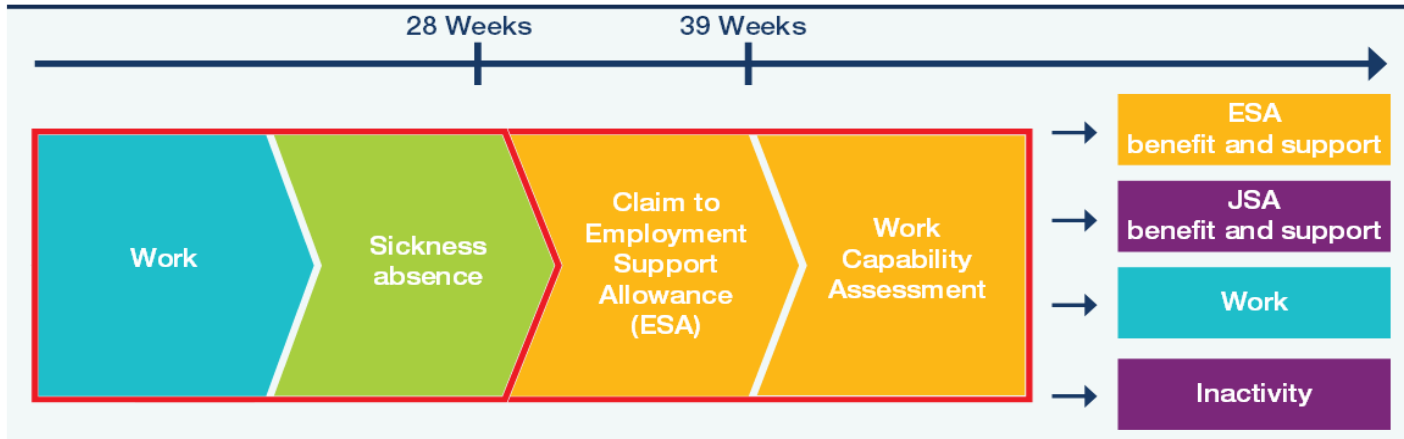 28 Weeks
39 Weeks
Work
Sickness
absence
Claim to
Employment
Support
Allowance
(ESA)
Work
Capability
Assessment
ESA
benefit and support
JSA
benefit and support
Work
Inactivity